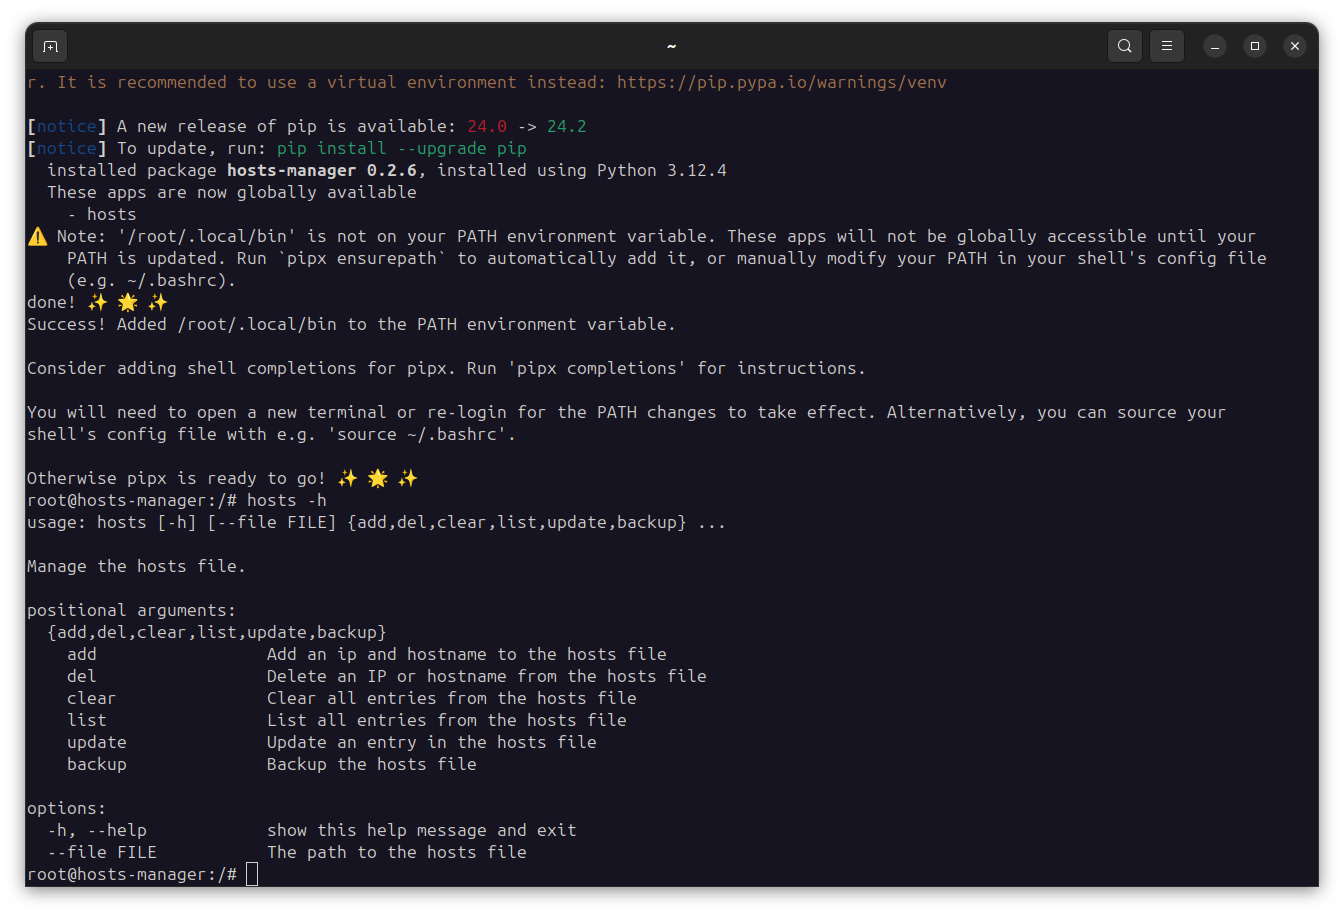 ~
r. It is recommended to use a virtual environment instead: https://pip.pypa.io/warnings/venv
[notice] A new release of pip is available: 24.0 -> 24.2
[notice] To update, run: pip install --upgrade pip
  installed package hosts-manager 0.2.6, installed using Python 3.12.4
  These apps are now globally available
    - hosts
⚠️ Note: '/root/.local/bin' is not on your PATH environment variable. These apps will not be globally accessible until your
    PATH is updated. Run `pipx ensurepath` to automatically add it, or manually modify your PATH in your shell's config file
    (e.g. ~/.bashrc).
done! ✨ 🌟 ✨
Success! Added /root/.local/bin to the PATH environment variable.
Consider adding shell completions for pipx. Run 'pipx completions' for instructions.
You will need to open a new terminal or re-login for the PATH changes to take effect. Alternatively, you can source your
shell's config file with e.g. 'source ~/.bashrc'.
Otherwise pipx is ready to go! ✨ 🌟 ✨
root@hosts-manager:/# hosts -h
usage: hosts [-h] [--file FILE] {add,del,clear,list,update,backup} ...
Manage the hosts file.
positional arguments:
  {add,del,clear,list,update,backup}
    add                 Add an ip and hostname to the hosts file
    del                 Delete an IP or hostname from the hosts file
    clear               Clear all entries from the hosts file
    list                List all entries from the hosts file
    update              Update an entry in the hosts file
    backup              Backup the hosts file
options:
  -h, --help            show this help message and exit
  --file FILE           The path to the hosts file
root@hosts-manager:/#